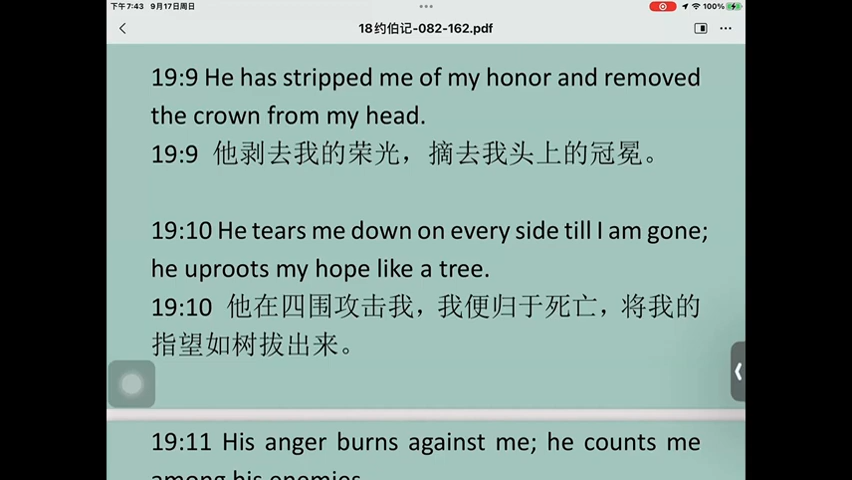 下午7:43 9月17日周日
100%
18约伯记-082-162.pdf
19:9 He has stripped me of my honor and removed
the crown from my head.
19:9 他剥去我的荣光，摘去我头上的冠冕。
19:10 He tears me down on every side till I am gone;
he uproots my hope like a tree.
19:10 他在四围攻击我，我便归于死亡，将我的
指望如树拔出来。
19:11 His anger burns against me; he counts me
among his enemies.